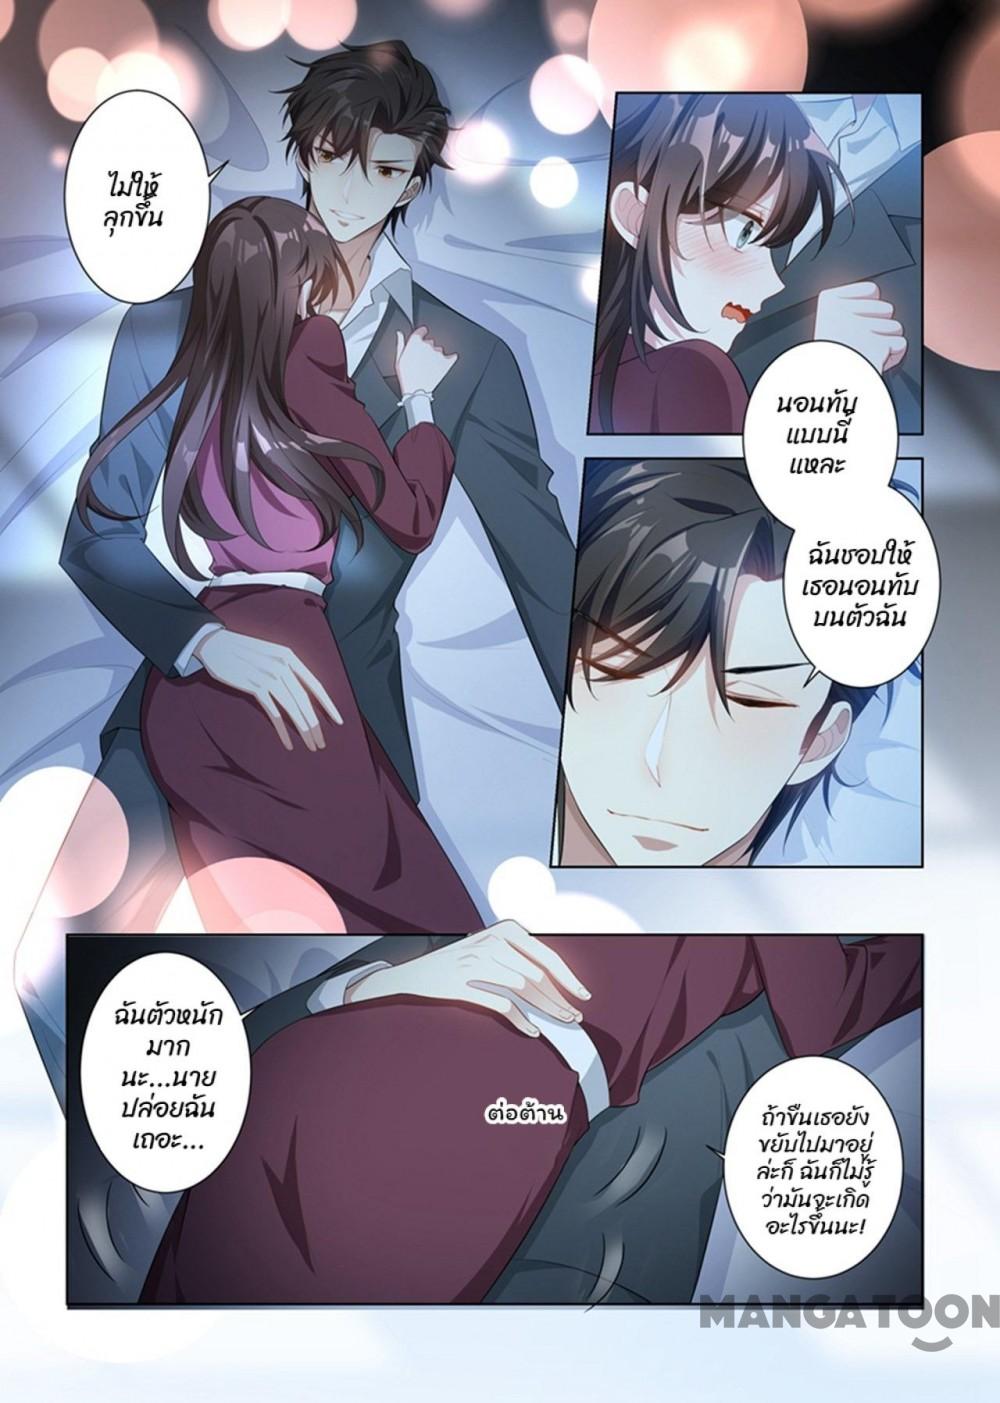 ไม่ให้
ลุกขึ้น
นอนทับ
แบบนี้
แหละ
ฉันชอบให้
เธอนอนทับ
บนตัวฉัน
ฉันตัวหนัก
มาก
นะ...นาย
ปล่อยฉัน
เถอะ...
ต่อต้าน
ถ้าขืนเธอยัง
ขยับไปมาอยู่
ล่ะก็ ฉันก็ไม่รู้
ว่ามันจะเกิด
อะไรขึ้นนะ!
MANGATOON